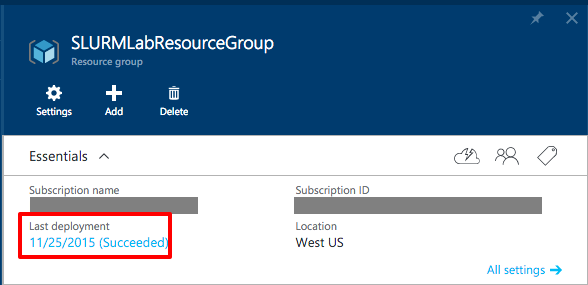 SLURMLabResourceGroup
Resource group
Settings
Add
Delete
Essentials
Subscription name
Subscription ID
Last deployment
Location
11/25/2015 (Succeeded)
West US
All settings